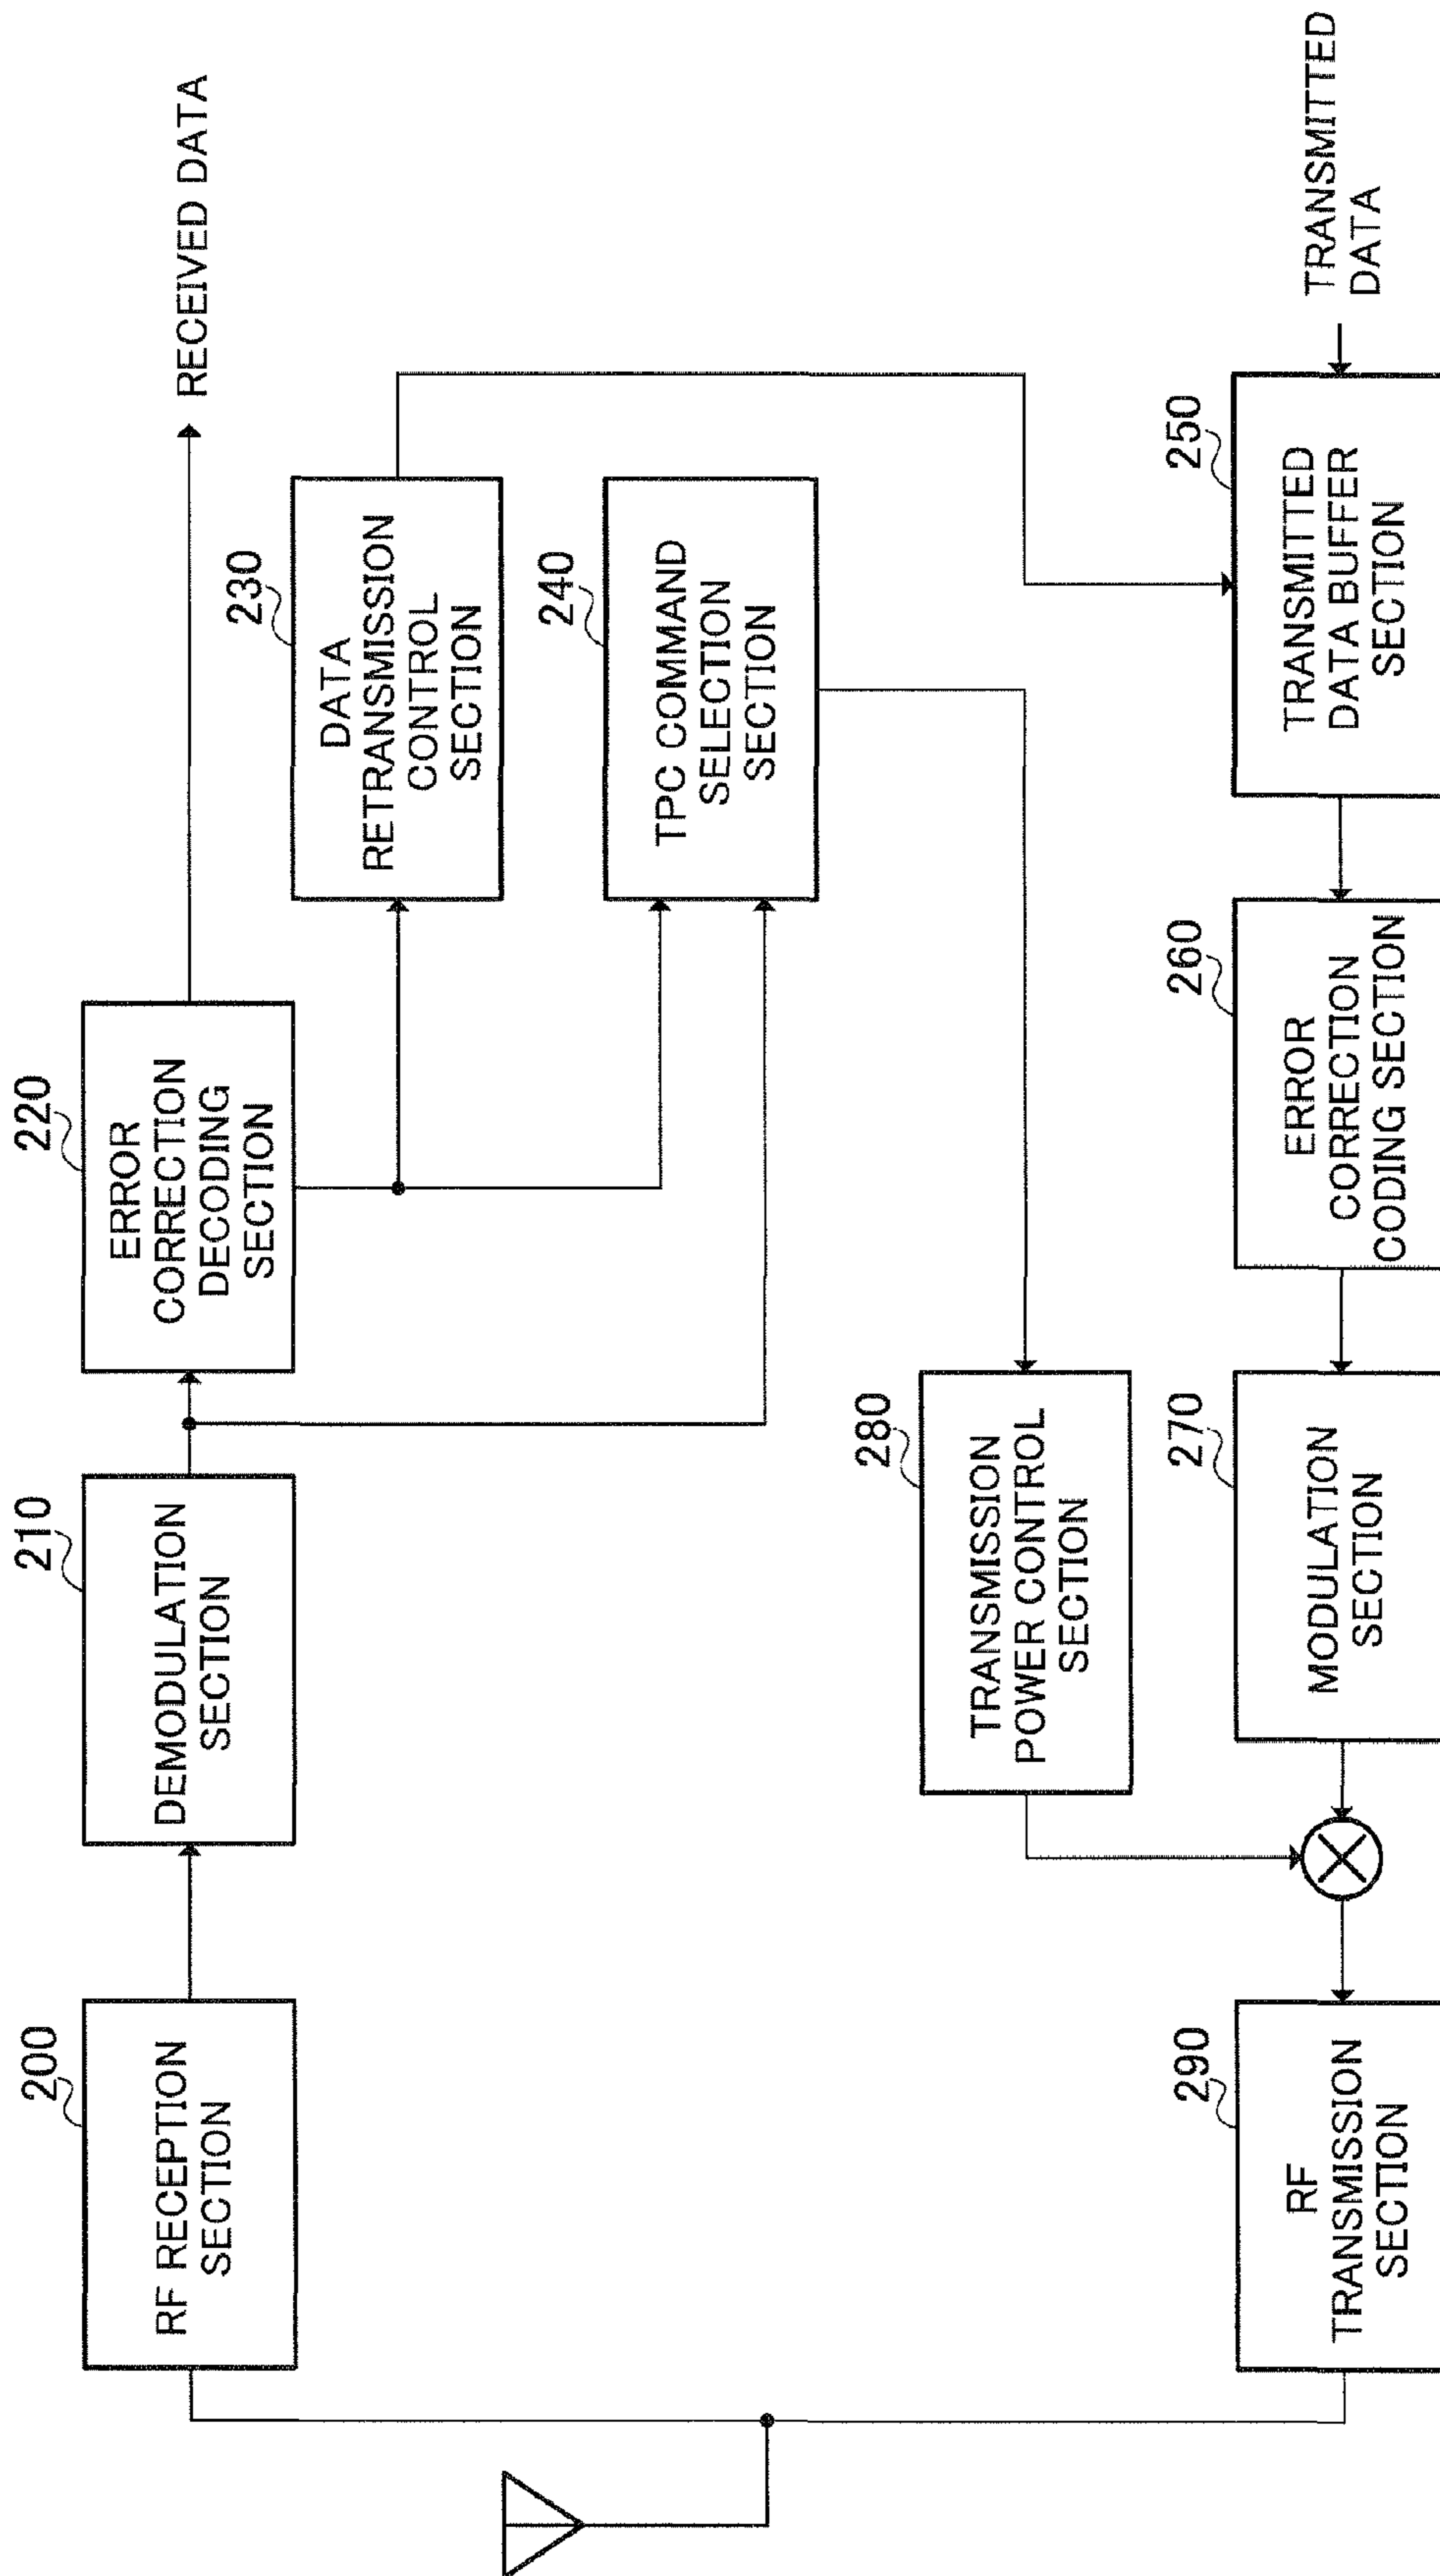 200
RF RECEPTION
SECTION
210
DEMODULATION
SECTION
220
ERROR
CORRECTION
DECODING
SECTION
RECEIVED DATA
230
DATA
RETRANSMISSION
CONTROL
SECTION
240
TPC COMMAND
SELECTION
SECTION
280
TRANSMISSION
POWER CONTROL
SECTION
290
RF
TRANSMISSION
SECTION
270
MODULATION
SECTION
260
ERROR
CORRECTION
CODING SECTION
250
TRANSMITTED
DATA BUFFER
SECTION
TRANSMITTED
DATA